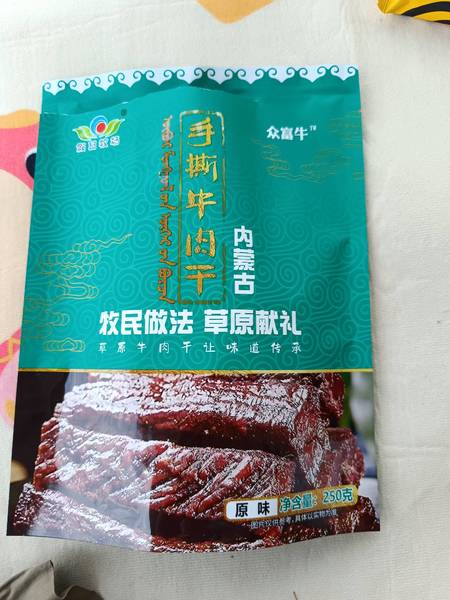 众富牛™
手撕牛肉干
内蒙古
牧民做法 草原献礼
草原牛肉干让味道传承
原味 净含量：250克
图片仅供参考，具体以实物为准